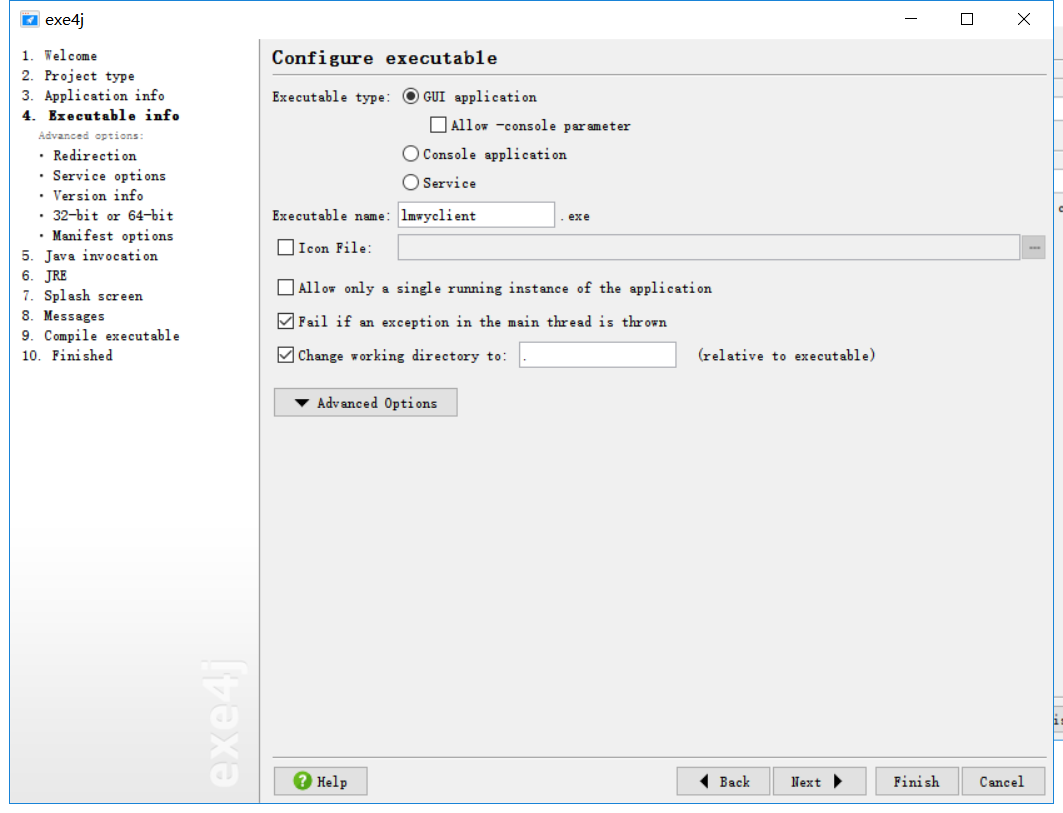 exe4j
1. Welcome
2. Project type
3. Application info
4. Executable info
Advanced options:
· Redirection
· Service options
· Version info
· 32-bit or 64-bit
· Manifest options
5. Java invocation
6. JRE
7. Splash screen
8. Messages
9. Compile executable
10. Finished
exe4j
Configure executable
Executable type: GUI application
Allow -console parameter
Console application
Service
Executable name: lmwyclient .exe
Icon File: ...
Allow only a single running instance of the application
Fail if an exception in the main thread is thrown
Change working directory to: . (relative to executable)
Advanced Options
Help Back Next Finish Cancel